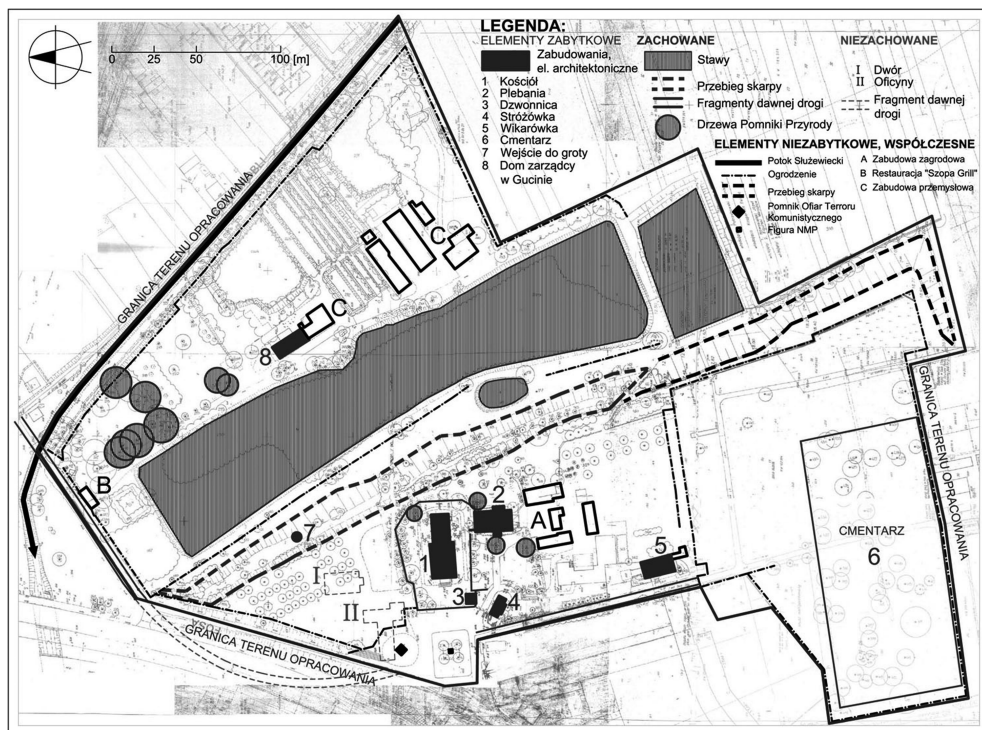 0
50
100 [m]
LEGENDA:
ELEMENTY ZABYTKOWE
Zabudowania,
el. architektoniczne
1 Kościół
2 Plebania
3 Dzwonnica
4 Stróżówka
5 Wikarówka
6 Cmentarz
7 Wejście do groty
8 Dom zarządcy
w Gucinie
ZACHOWANE
Stawy
Przebieg skarpy
Fragmenty dawnej drogi
Drzewa Pomniki Przyrody
NIEZACHOWANE
I Dwór
II Oficyny
Fragment dawnej
drogi
ELEMENTY NIEZABYTKOWE, WSPÓŁCZESNE
Potok Służewiecki
Ogrodzenie
Przebieg skarpy
Pomnik Ofiar Terroru
Komunistycznego
Figura NMP
A Zabudowa zagrodowa
B Restauracja "Szopa Grill"
C Zabudowa przemysłowa
GRANICA TERENU OPRACOWANIA
C
C
8
B
7
2
A
1
I
5
3
4
II
GRANICA TERENU OPRACOWANIA
CMENTARZ
6
GRANICA TERENU OPRACOWANIA